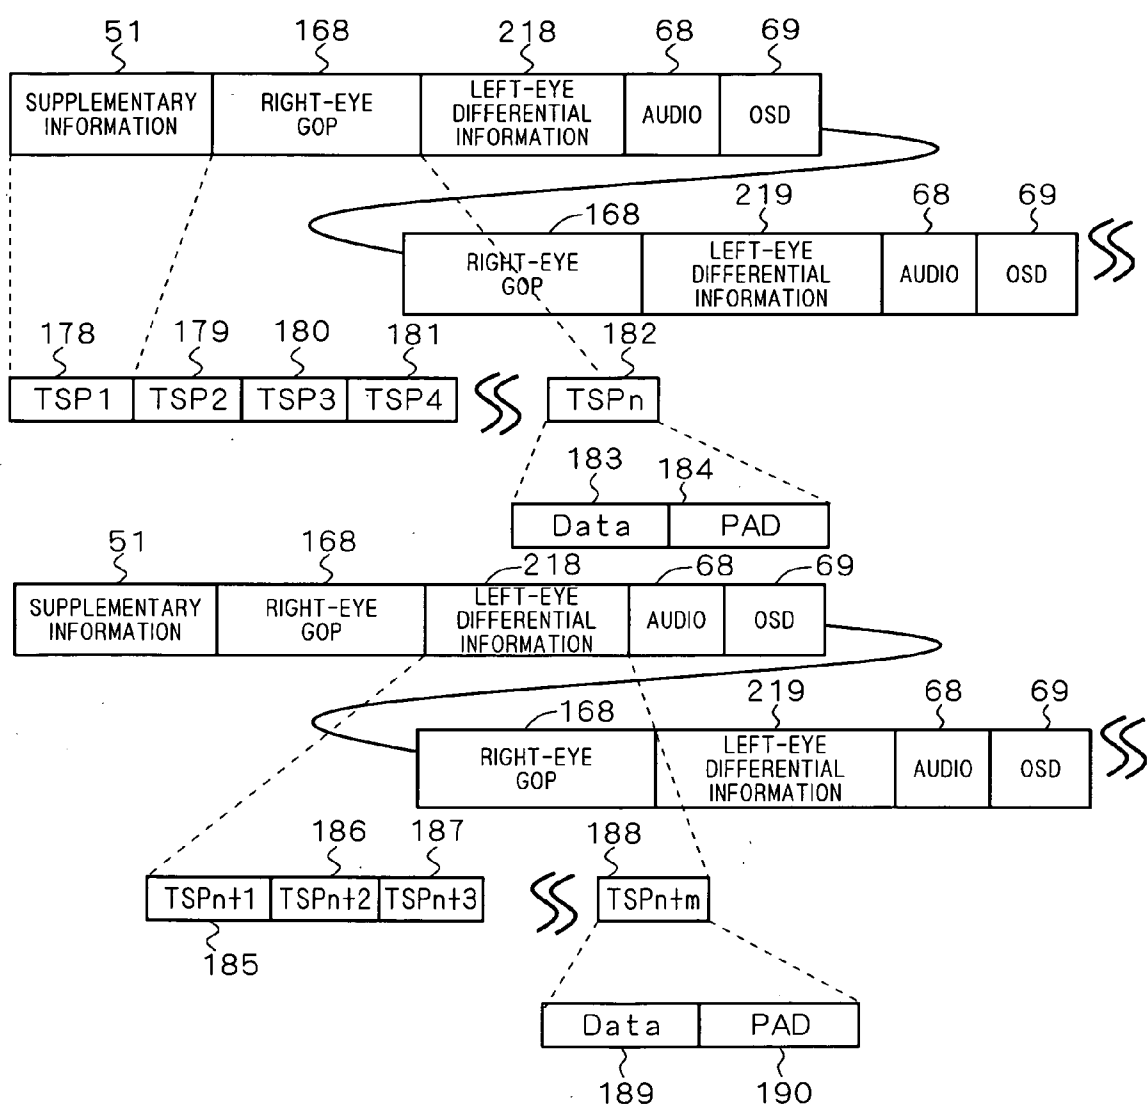 51 168 218 68 69
SUPPLEMENTARY INFORMATION
RIGHT-EYE GOP
LEFT-EYE DIFFERENTIAL INFORMATION
AUDIO
OSD
168 219 68 69
RIGHT-EYE GOP
LEFT-EYE DIFFERENTIAL INFORMATION
AUDIO
OSD
178 179 180 181 182
TSP1 TSP2 TSP3 TSP4 TSPn
183 184
Data PAD
51 168 218 68 69
SUPPLEMENTARY INFORMATION
RIGHT-EYE GOP
LEFT-EYE DIFFERENTIAL INFORMATION
AUDIO
OSD
168 219 68 69
RIGHT-EYE GOP
LEFT-EYE DIFFERENTIAL INFORMATION
AUDIO
OSD
186 187 188
TSPn+1 TSPn+2 TSPn+3 TSPn+m
185
Data PAD
189 190